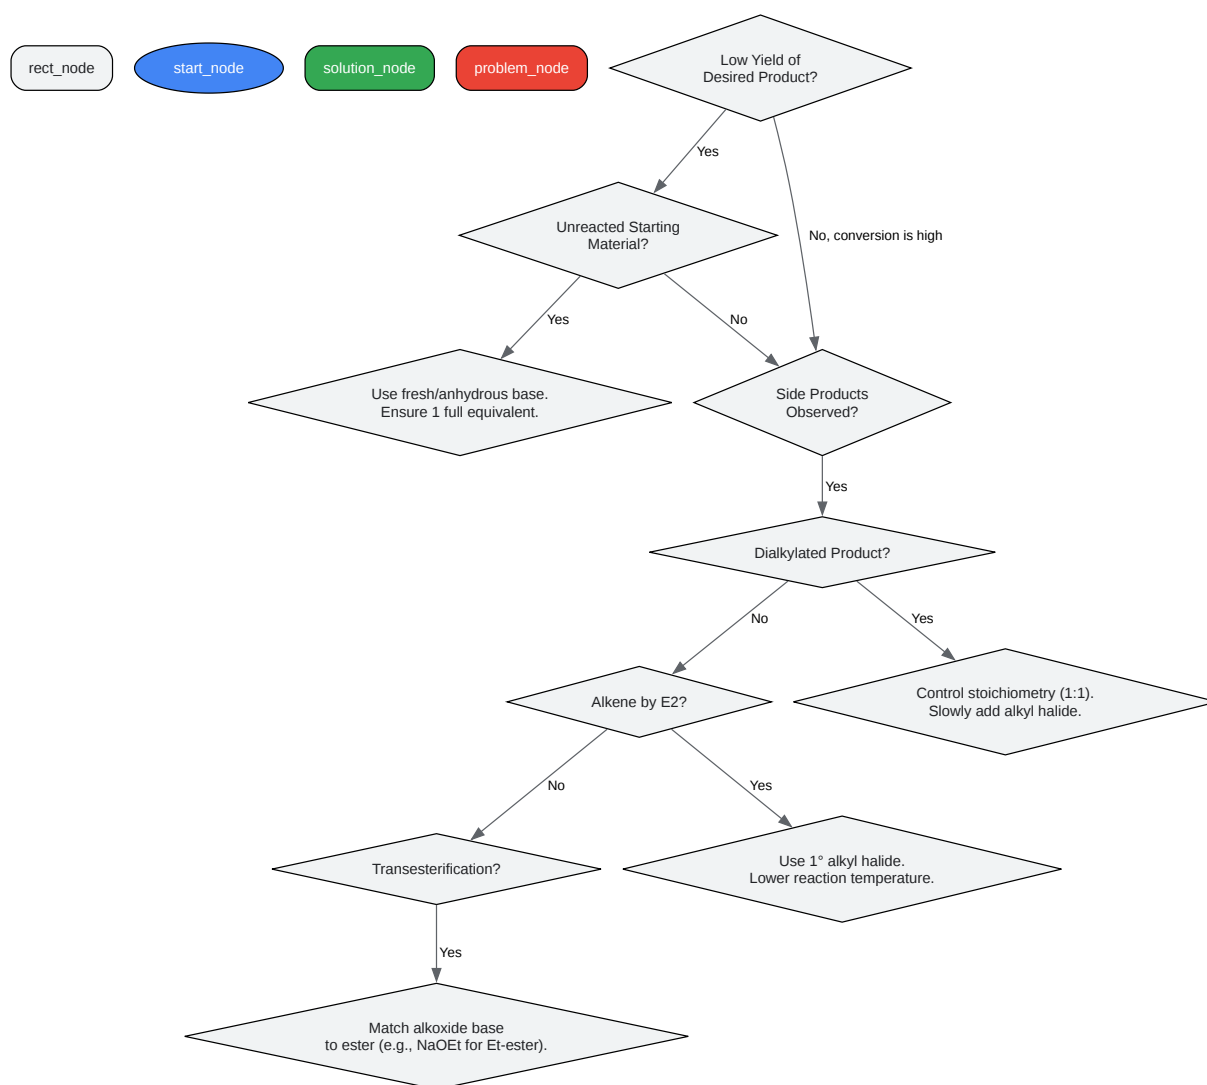 rect_node
start_node
solution_node
problem_node
Low Yield of
Desired Product?
Yes
Unreacted Starting
Material?
No, conversion is high
Yes
No
Use fresh/anhydrous base.
Ensure 1 full equivalent.
Side Products
Observed?
Yes
Dialkylated Product?
No
Yes
Alkene by E2?
Control stoichiometry (1:1).
Slowly add alkyl halide.
No
Yes
Transesterification?
Use 1° alkyl halide.
Lower reaction temperature.
Yes
Match alkoxide base
to ester (e.g., NaOEt for Et-ester).